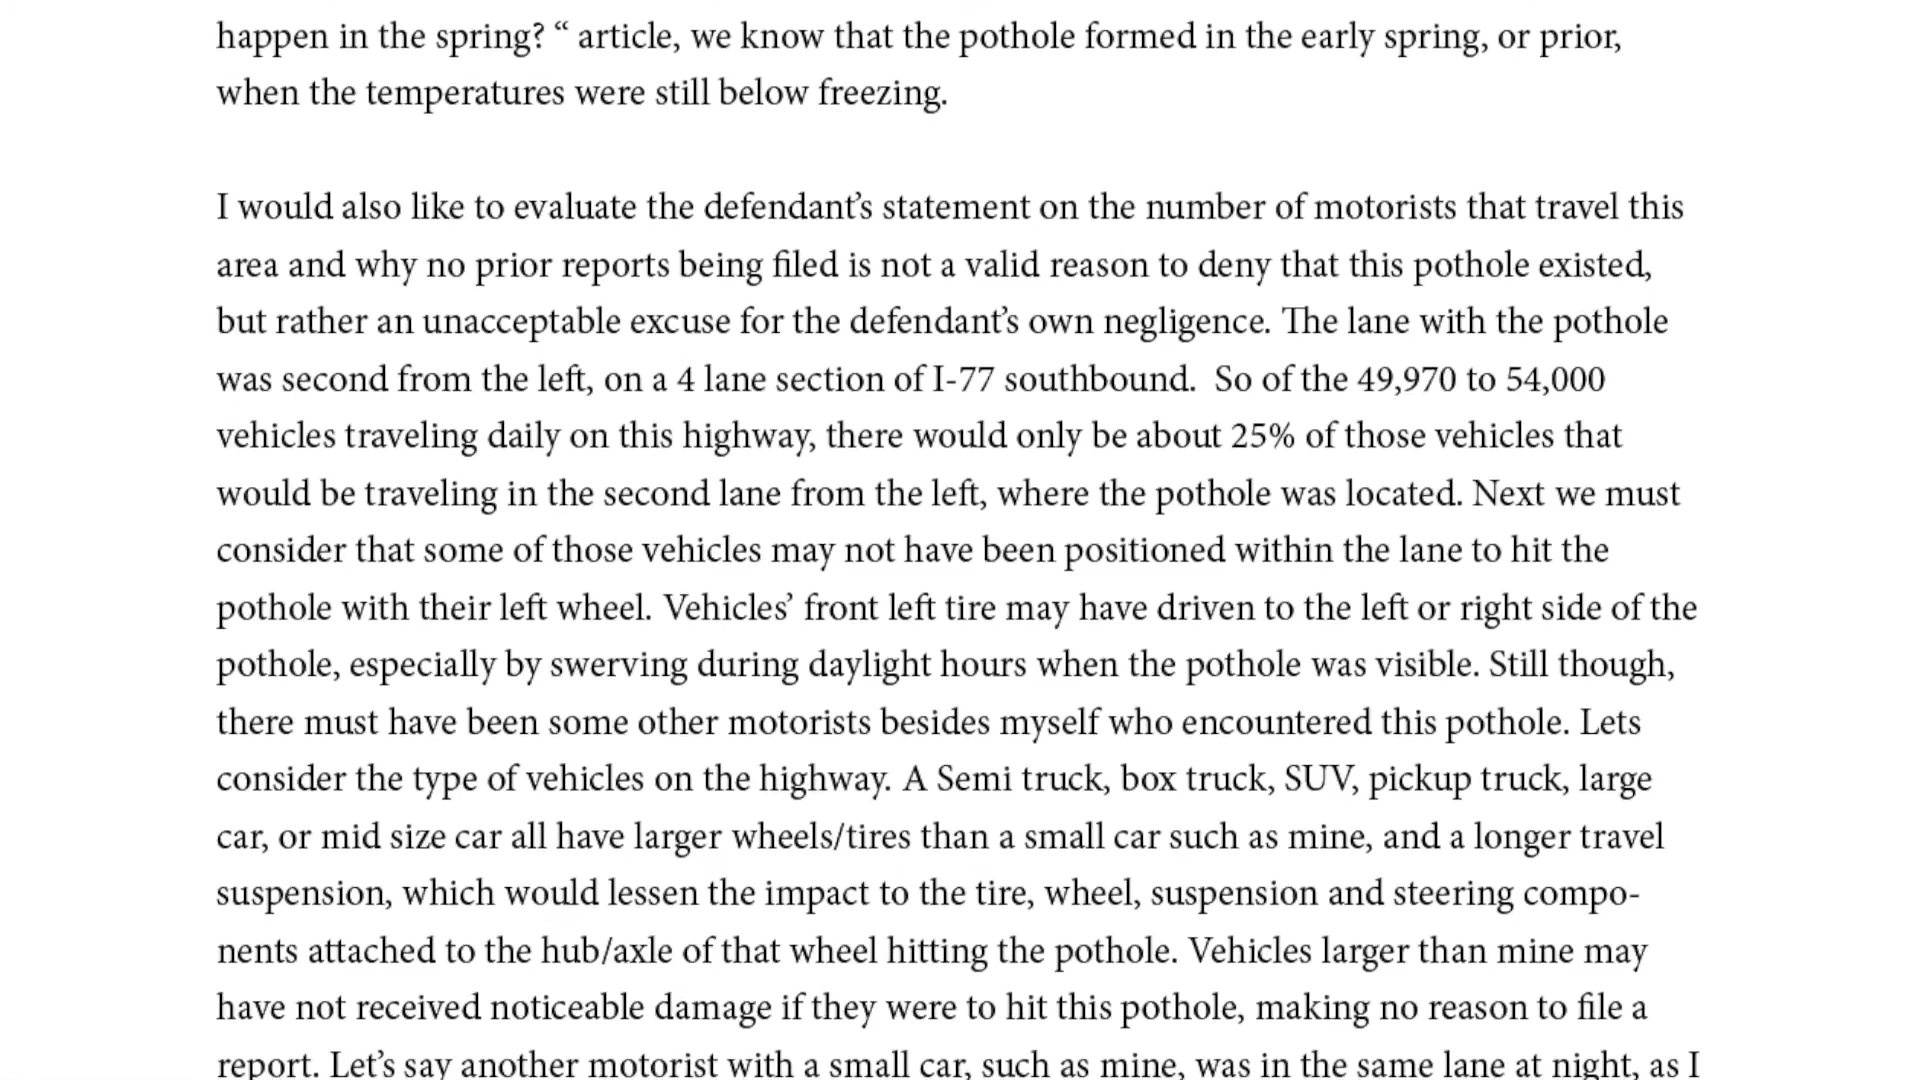 happen in the spring? “ article, we know that the pothole formed in the early spring, or prior,
when the temperatures were still below freezing.
I would also like to evaluate the defendant’s statement on the number of motorists that travel this
area and why no prior reports being filed is not a valid reason to deny that this pothole existed,
but rather an unacceptable excuse for the defendant’s own negligence. The lane with the pothole
was second from the left, on a 4 lane section of I-77 southbound.  So of the 49,970 to 54,000
vehicles traveling daily on this highway, there would only be about 25% of those vehicles that
would be traveling in the second lane from the left, where the pothole was located. Next we must
consider that some of those vehicles may not have been positioned within the lane to hit the
pothole with their left wheel. Vehicles’ front left tire may have driven to the left or right side of the
pothole, especially by swerving during daylight hours when the pothole was visible. Still though,
there must have been some other motorists besides myself who encountered this pothole. Lets
consider the type of vehicles on the highway. A Semi truck, box truck, SUV, pickup truck, large
car, or mid size car all have larger wheels/tires than a small car such as mine, and a longer travel
suspension, which would lessen the impact to the tire, wheel, suspension and steering compo-
nents attached to the hub/axle of that wheel hitting the pothole. Vehicles larger than mine may
have not received noticeable damage if they were to hit this pothole, making no reason to file a
report. Let’s say another motorist with a small car, such as mine, was in the same lane at night, as I